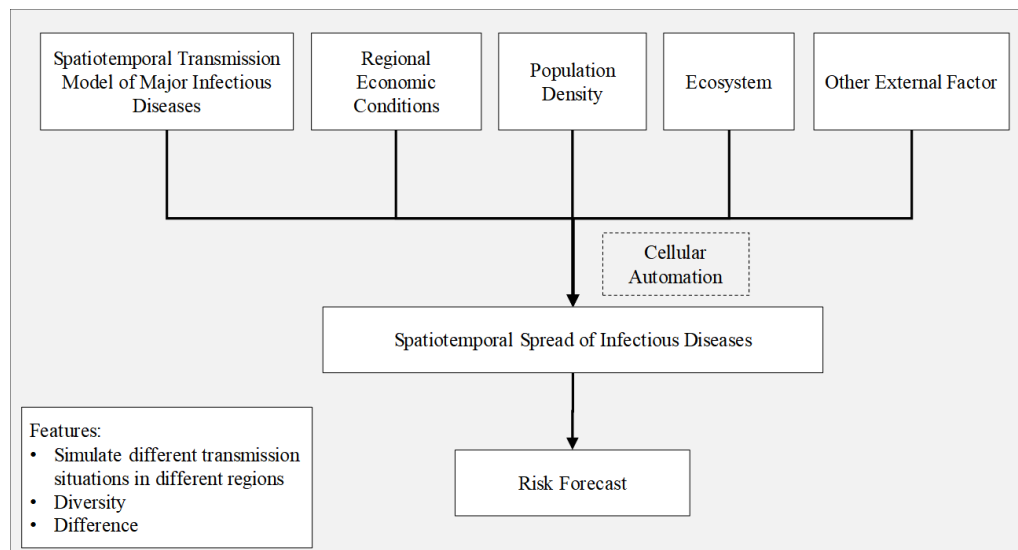 Spatiotemporal Transmission
Model of Major Infectious
Diseases
Regional
Economic
Conditions
Population
Density
Ecosystem
Other External Factor
Cellular
Automation
Spatiotemporal Spread of Infectious Diseases
Features:
• Simulate different transmission
situations in different regions
• Diversity
• Difference
Risk Forecast